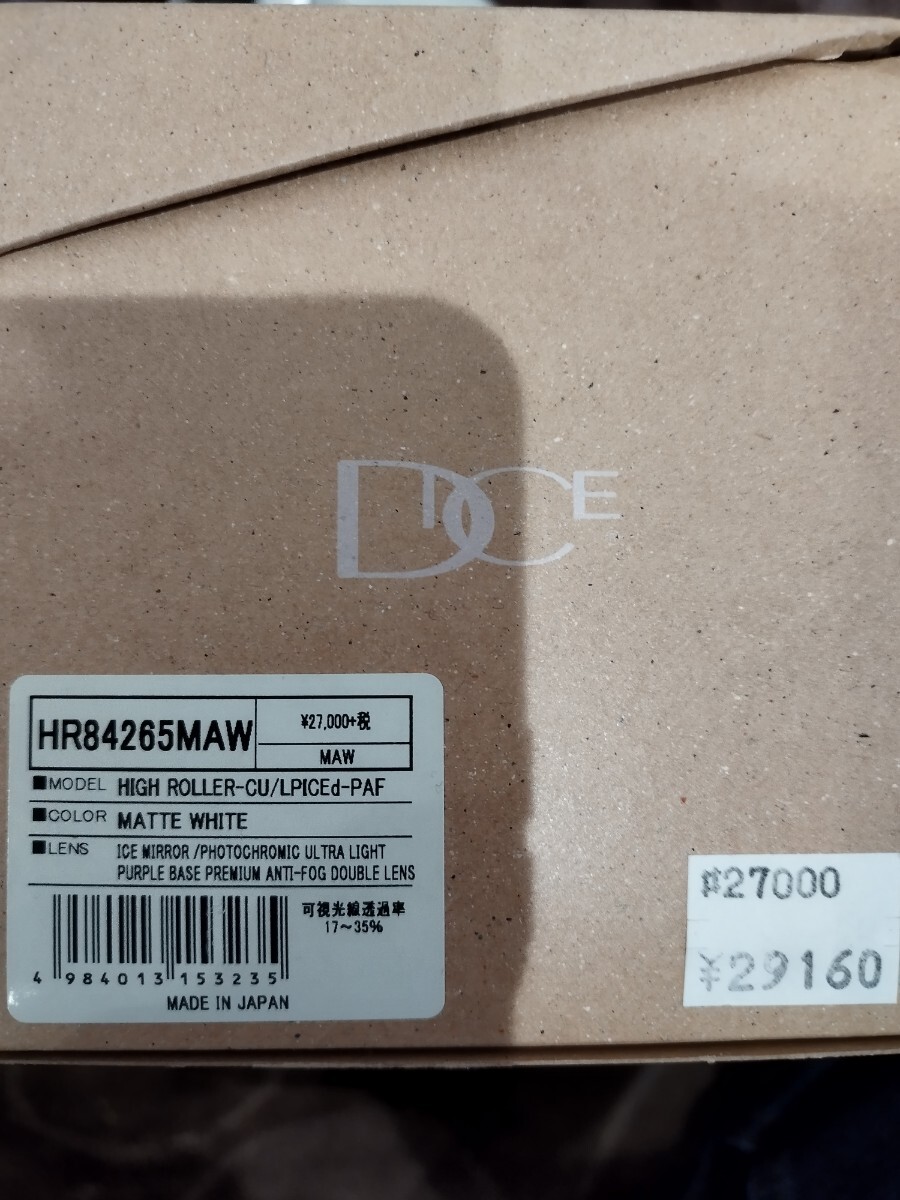 DICE
HR84265MAW
¥27,000+税
MAW
■MODEL HIGH ROLLER-CU/LPICEd-PAF
■COLOR MATTE WHITE
■LENS ICE MIRROR /PHOTOCHROMIC ULTRA LIGHT
PURPLE BASE PREMIUM ANTI-FOG DOUBLE LENS
可視光線透過率
17～35%
4 984013 153235
MADE IN JAPAN
¥27000
¥29160